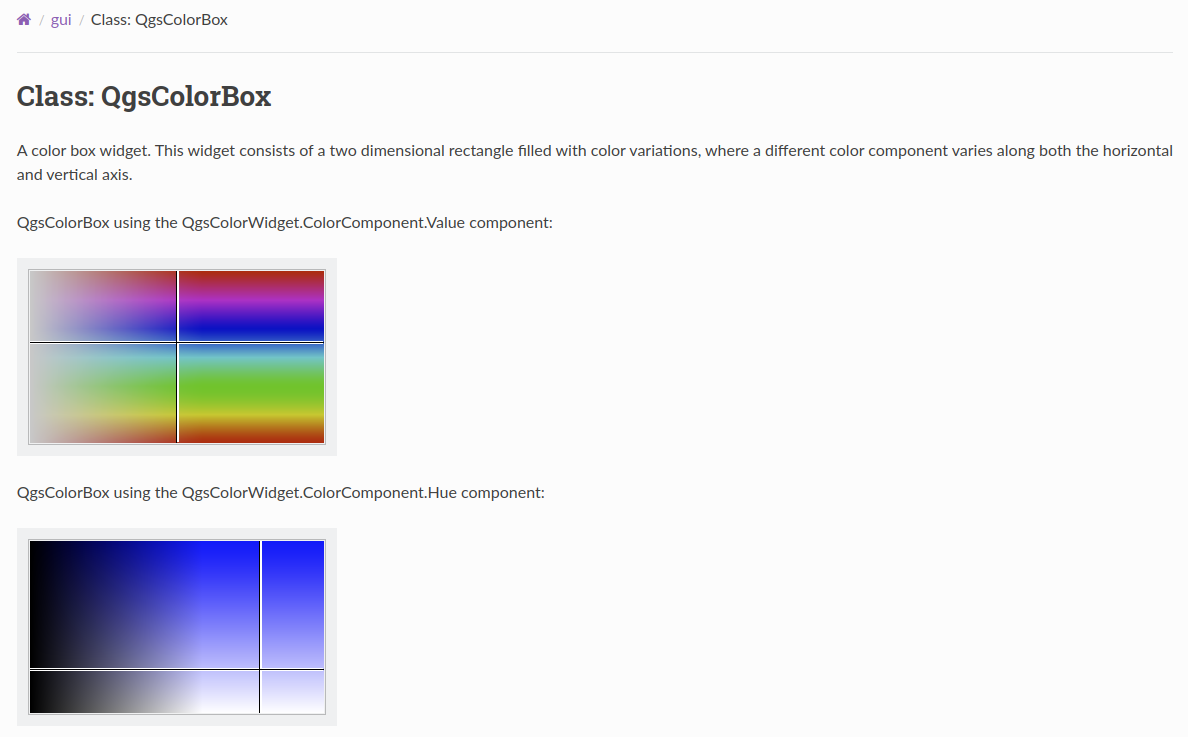 / gui / Class: QgsColorBox
Class: QgsColorBox
A color box widget. This widget consists of a two dimensional rectangle filled with color variations, where a different color component varies along both the horizontal
and vertical axis.
QgsColorBox using the QgsColorWidget.ColorComponent.Value component:
QgsColorBox using the QgsColorWidget.ColorComponent.Hue component: